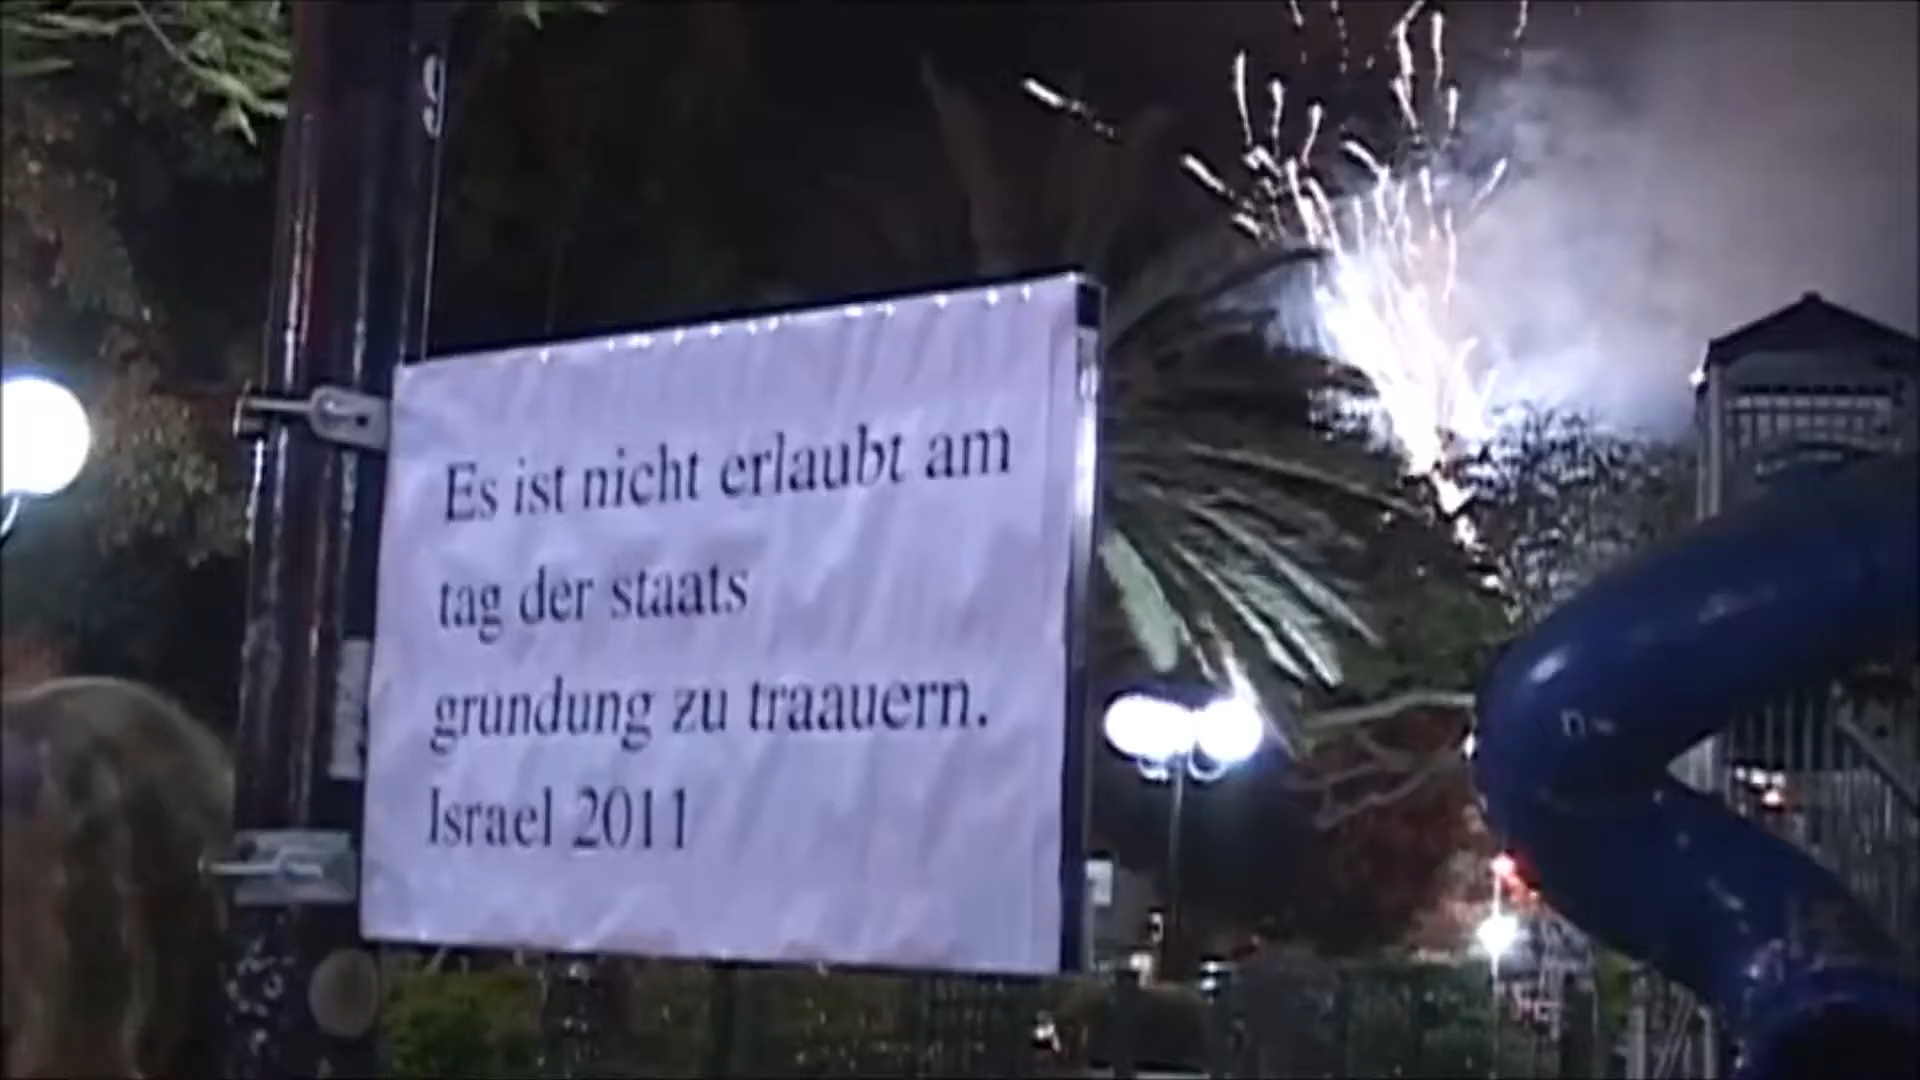 Es ist nicht erlaubt am
tag der staats
grundung zu traauern.
Israel 2011